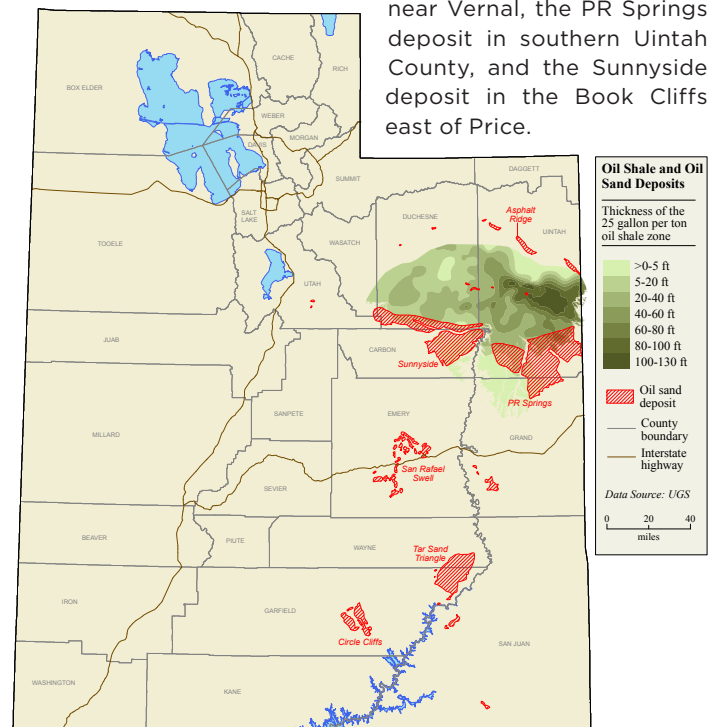 near Vernal, the PR Springs
deposit in southern Uintah
County, and the Sunnyside
deposit in the Book Cliffs
east of Price.
CACHE
RICH
BOX ELDER
WEBER
DAVIS
MORGAN
SUMMIT
DAGGETT
SALT
LAKE
DUCHESNE
Asphalt
Ridge
UINTAH
TOOELE
WASATCH
UTAH
JUAB
CARBON
Sunnyside
PR Springs
SANPETE
EMERY
GRAND
MILLARD
San Rafael
Swell
SEVIER
BEAVER
PIUTE
WAYNE
Tar Sand
Triangle
IRON
GARFIELD
Circle Cliffs
SAN JUAN
WASHINGTON
KANE
Oil Shale and Oil
Sand Deposits
Thickness of the
25 gallon per ton
oil shale zone
>0-5 ft
5-20 ft
20-40 ft
40-60 ft
60-80 ft
80-100 ft
100-130 ft
Oil sand
deposit
County
boundary
Interstate
highway
Data Source: UGS
0 20 40
miles